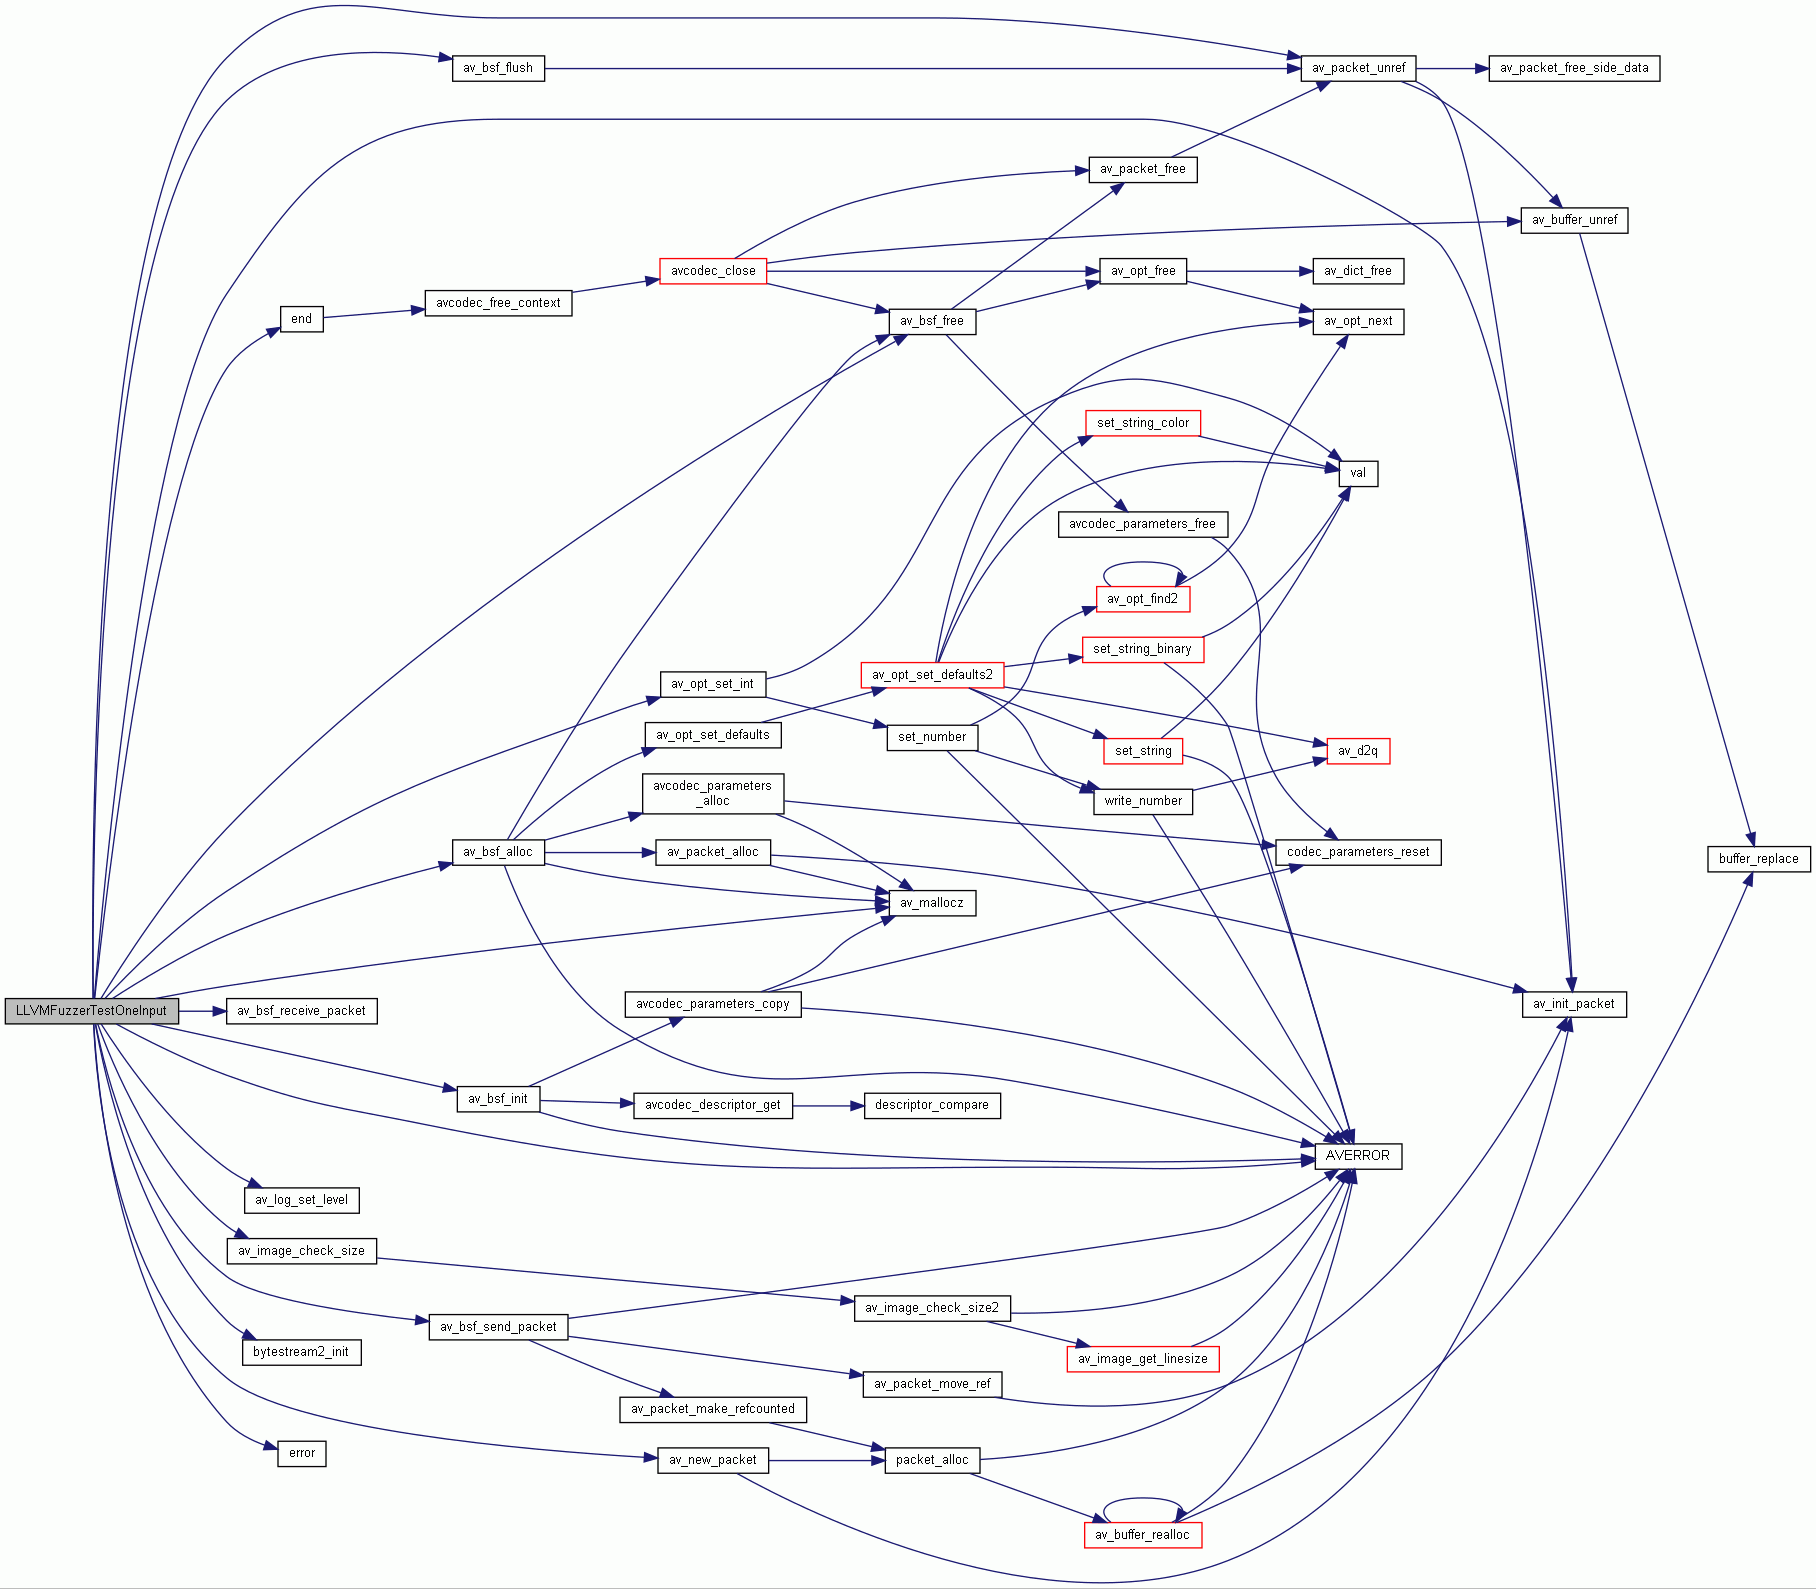 av_bsf_flush
av_packet_unref
av_packet_free_side_data
av_packet_free
av_buffer_unref
avcodec_close
av_opt_free
av_dict_free
avcodec_free_context
end
av_bsf_free
av_opt_next
set_string_color
val
avcodec_parameters_free
av_opt_find2
set_string_binary
av_opt_set_int
av_opt_set_defaults2
av_opt_set_defaults
set_number
set_string
av_d2q
avcodec_parameters
_alloc
write_number
av_bsf_alloc
av_packet_alloc
codec_parameters_reset
buffer_replace
av_mallocz
LLVMFuzzerTestOneInput
av_bsf_receive_packet
avcodec_parameters_copy
av_init_packet
av_bsf_init
avcodec_descriptor_get
descriptor_compare
AVERROR
av_log_set_level
av_image_check_size
av_image_check_size2
av_bsf_send_packet
bytestream2_init
av_image_get_linesize
av_packet_move_ref
av_packet_make_refcounted
error
av_new_packet
packet_alloc
av_buffer_realloc